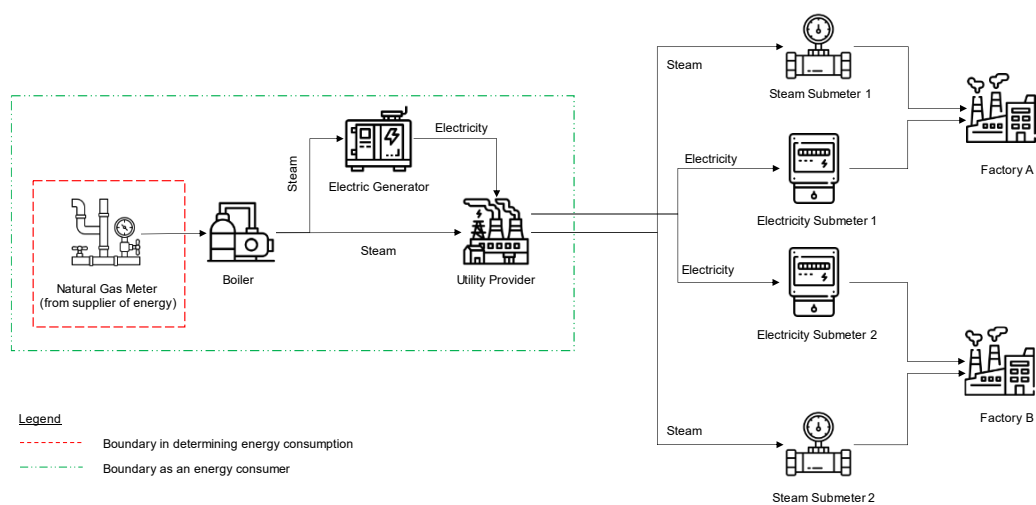 Steam
Steam Submeter 1
Factory A
Electricity
Electricity Submeter 1
Electricity
Steam
Electric Generator
Natural Gas Meter
(from supplier of energy)
Boiler
Steam
Utility Provider
Electricity
Electricity Submeter 2
Factory B
Steam
Steam Submeter 2
Legend
Boundary in determining energy consumption
Boundary as an energy consumer